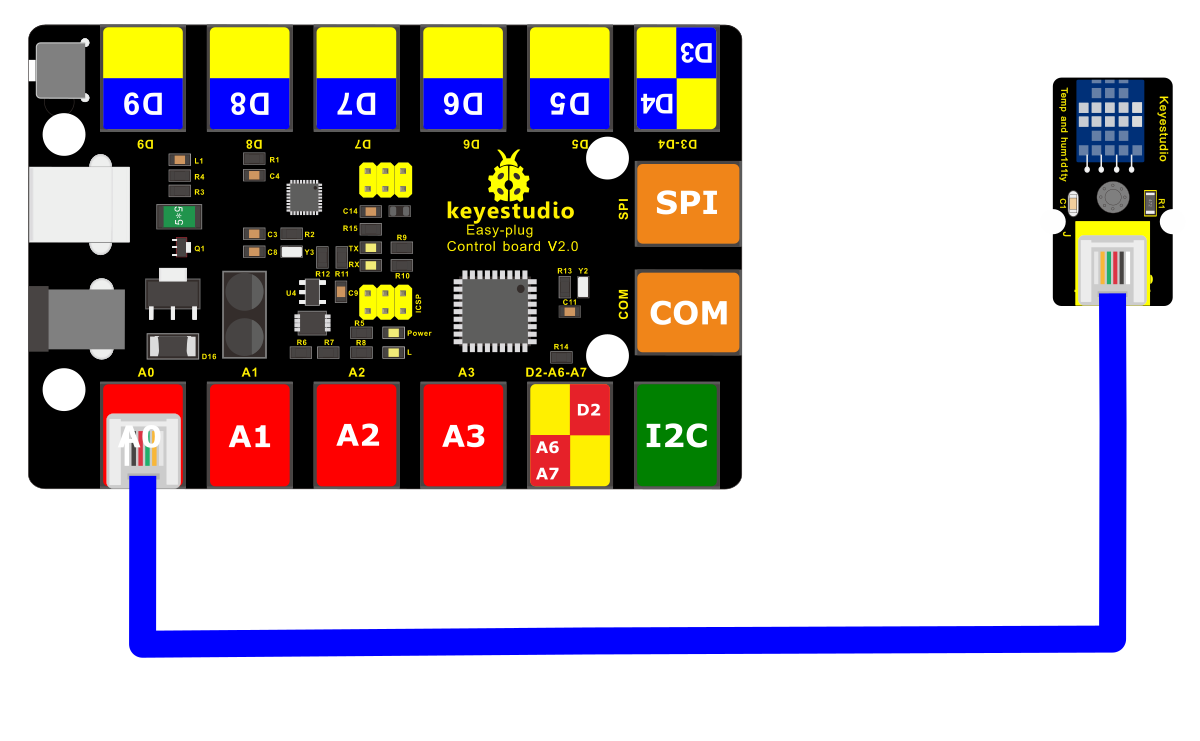 D9
D8
D7
D6
D5
D4
D3
D9
D8
D7
D6
D5
D3-D4
L1
R4
R3
5*5
Q1
R1
C4
C3
R2
C8
Y3
C14
R15
TX
RX
R9
R10
R12
R11
U4
C9
ICSP
R5
Power
R6
R7
R8
L
D16
keyestudio
Easy-plug
Control board V2.0
R13
Y2
C11
R14
SPI
SPI
COM
COM
A0
A1
A2
A3
D2-A6-A7
A0
A1
A2
A3
D2
A6
A7
I2C
Keyestudio
Temp and hum1d1ty
C1
R1
J